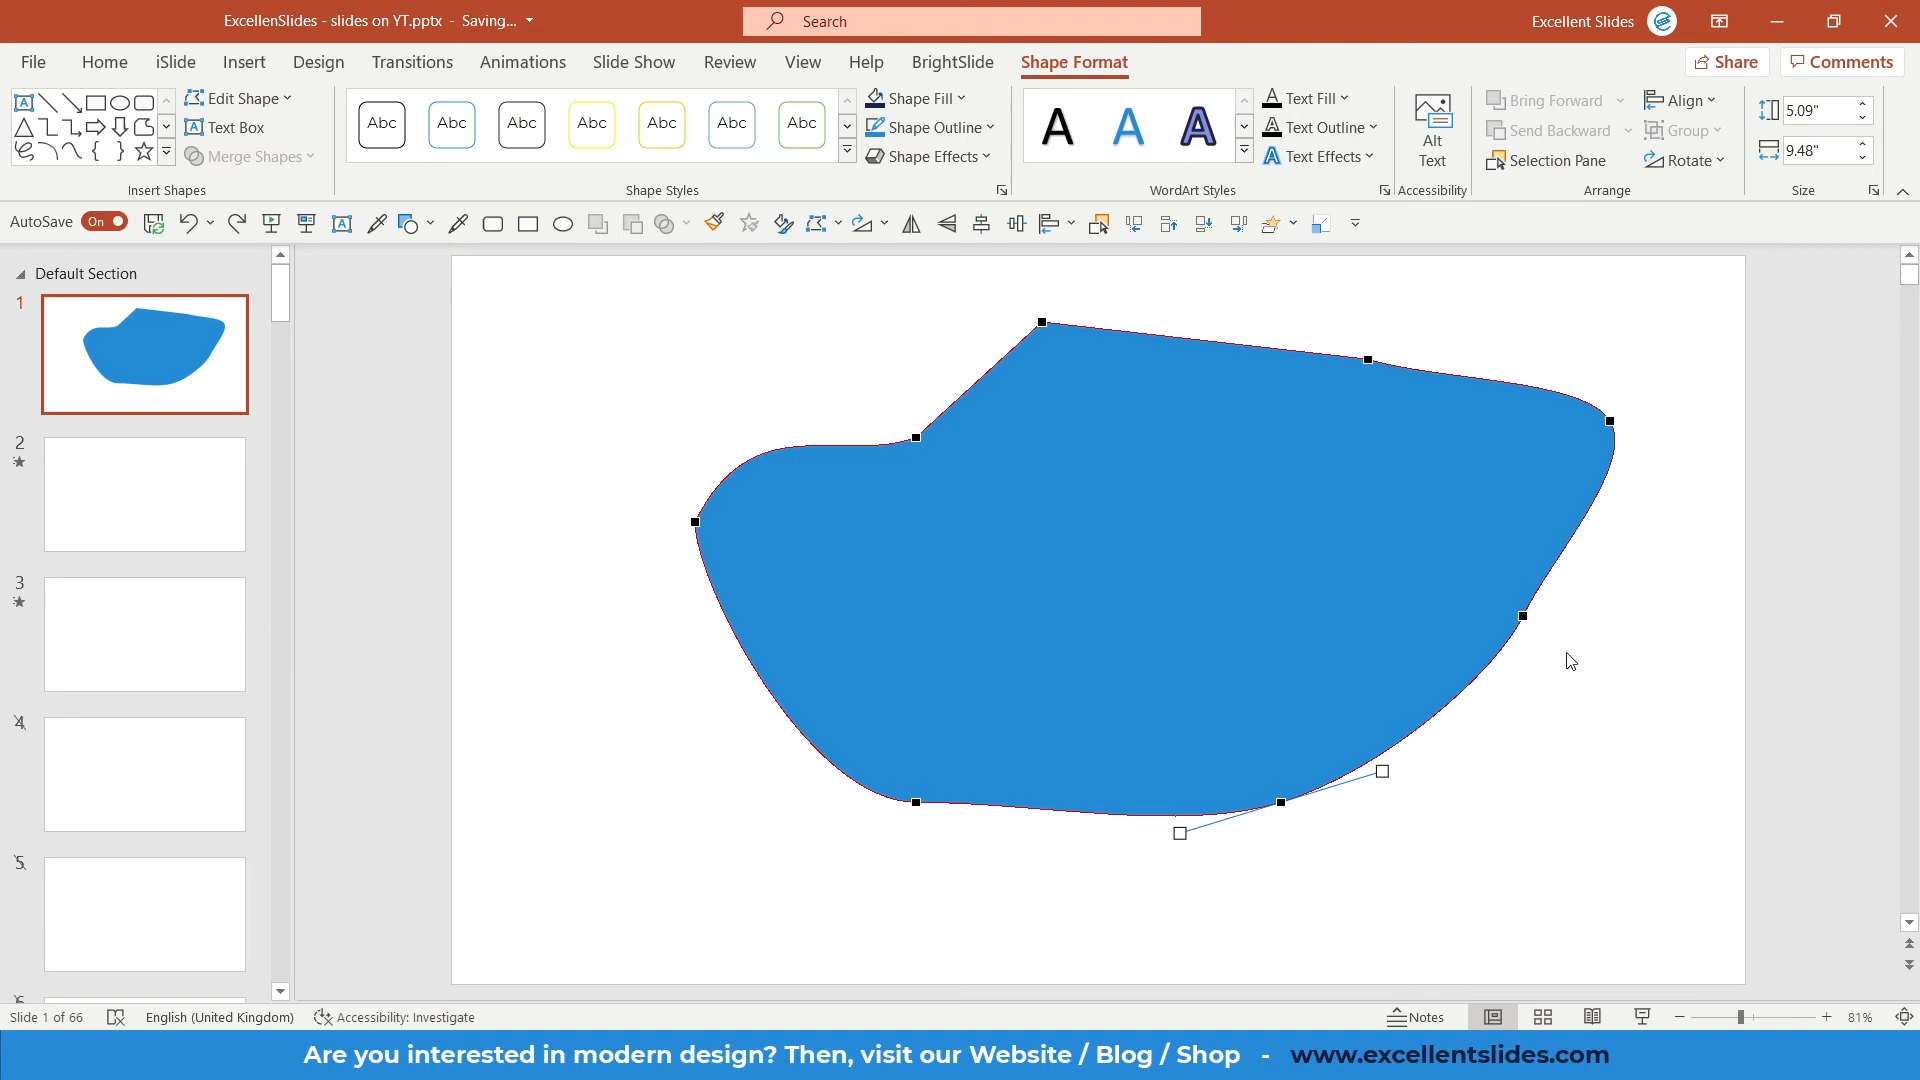 ExcellenSlides - slides on YT.pptx - Saving...
Search
Excellent Slides
File Home iSlide Insert Design Transitions Animations Slide Show Review View Help BrightSlide Shape Format
Share Comments
Edit Shape
Text Box
Merge Shapes
Insert Shapes
Abc Abc Abc Abc Abc Abc Abc
Shape Fill
Shape Outline
Shape Effects
Shape Styles
A A A
Text Fill
Text Outline
Text Effects
WordArt Styles
Alt
Text
Accessibility
Bring Forward
Send Backward
Selection Pane
Align
Group
Rotate
Arrange
5.09"
9.48"
Size
AutoSave On
Default Section
1
2
3
4
5
6
Slide 1 of 66 English (United Kingdom) Accessibility: Investigate Notes 81%
Are you interested in modern design? Then, visit our Website / Blog / Shop - www.excellentslides.com